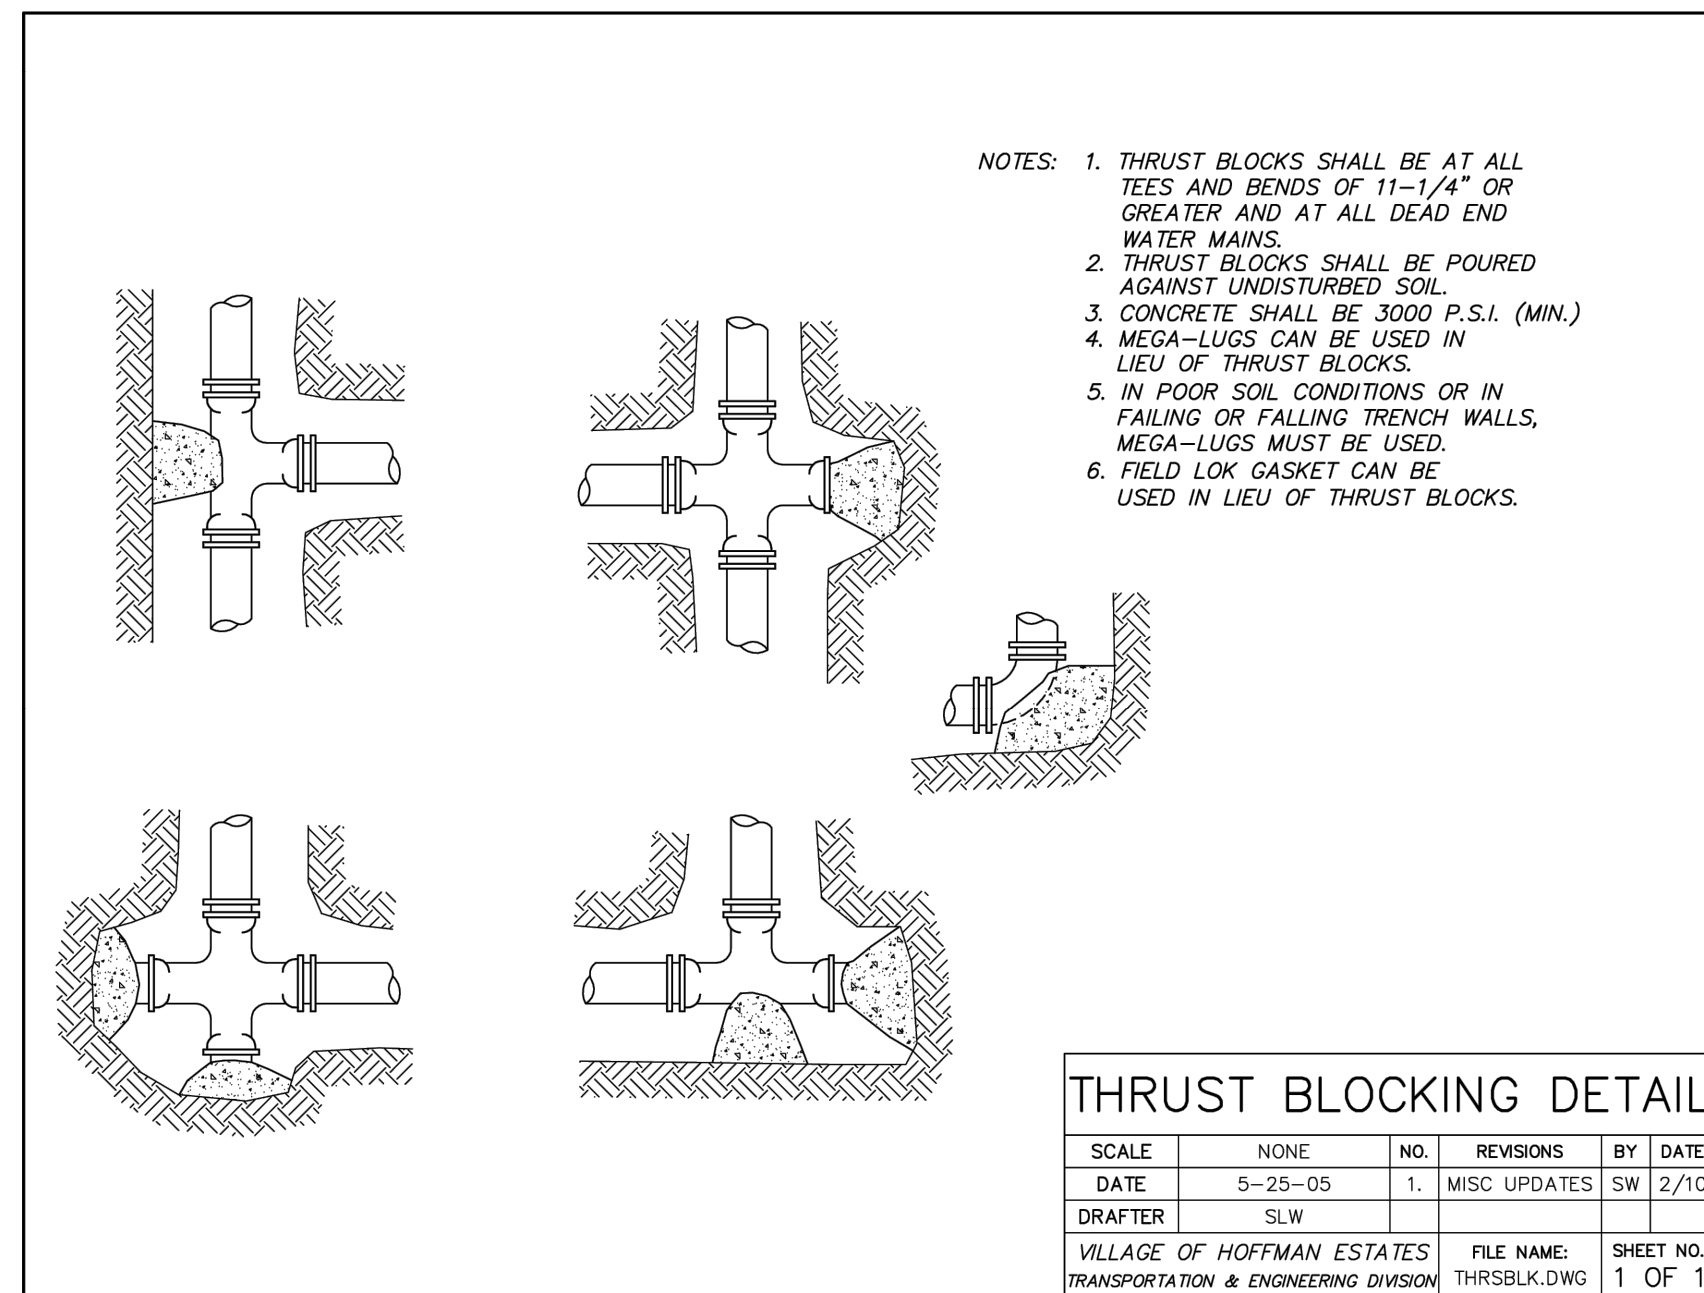 NOTES: 1. THRUST BLOCKS SHALL BE AT ALL
TEES AND BENDS OF 11-1/4" OR
GREATER AND AT ALL DEAD END
WATER MAINS.
2. THRUST BLOCKS SHALL BE POURED
AGAINST UNDISTURBED SOIL.
3. CONCRETE SHALL BE 3000 P.S.I. (MIN.)
4. MEGA-LUGS CAN BE USED IN
LIEU OF THRUST BLOCKS.
5. IN POOR SOIL CONDITIONS OR IN
FAILING OR FALLING TRENCH WALLS,
MEGA-LUGS MUST BE USED.
6. FIELD LOK GASKET CAN BE
USED IN LIEU OF THRUST BLOCKS.
THRUST BLOCKING DETAIL
SCALE NONE NO. REVISIONS BY DATE
DATE 5-25-05 1. MISC UPDATES SW 2/10
DRAFTER SLW
VILLAGE OF HOFFMAN ESTATES FILE NAME: SHEET NO.
TRANSPORTATION & ENGINEERING DIVISION THRSBLK.DWG 1 OF 1